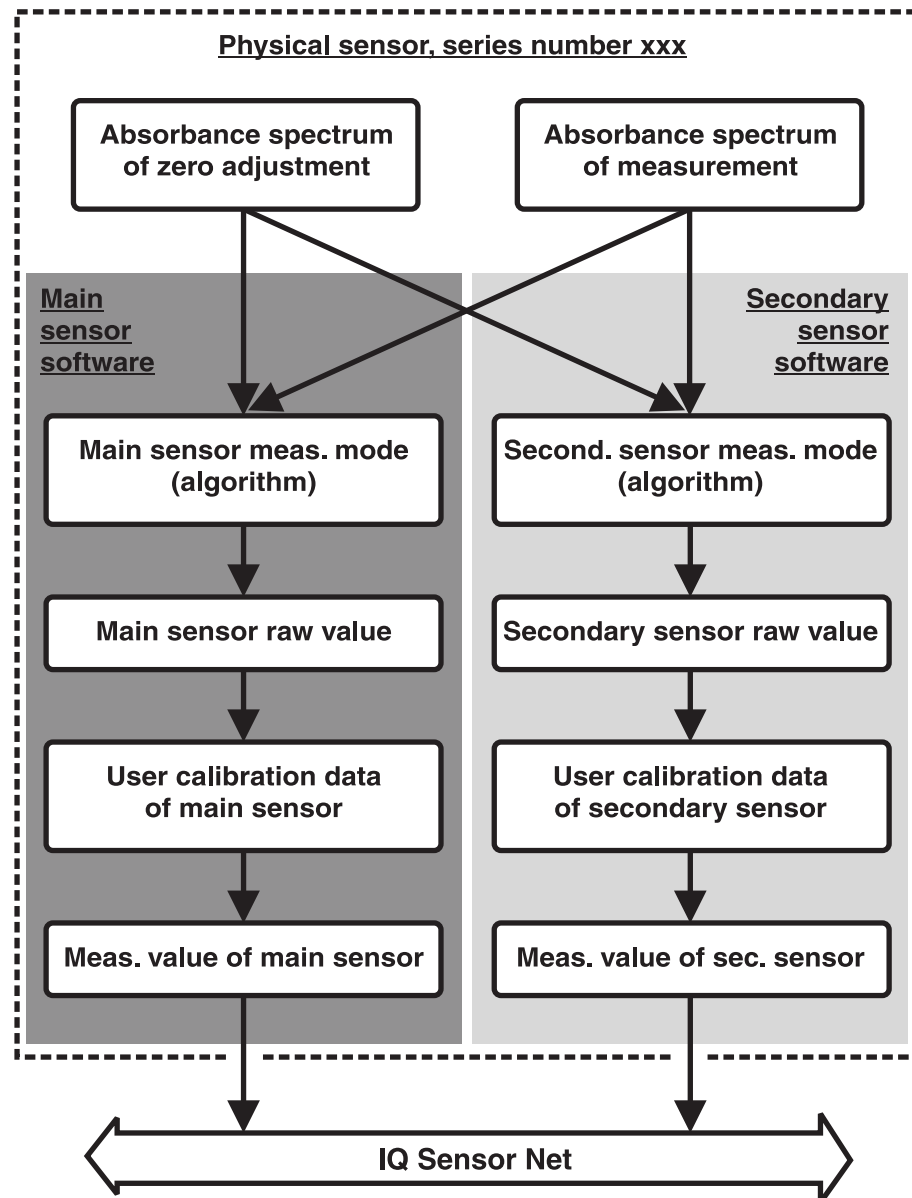 Physical sensor, series number xxx
Absorbance spectrum
of zero adjustment
Absorbance spectrum
of measurement
Main
sensor
software
Secondary
sensor
software
Main sensor meas. mode
(algorithm)
Second. sensor meas. mode
(algorithm)
Main sensor raw value
Secondary sensor raw value
User calibration data
of main sensor
User calibration data
of secondary sensor
Meas. value of main sensor
Meas. value of sec. sensor
IQ Sensor Net